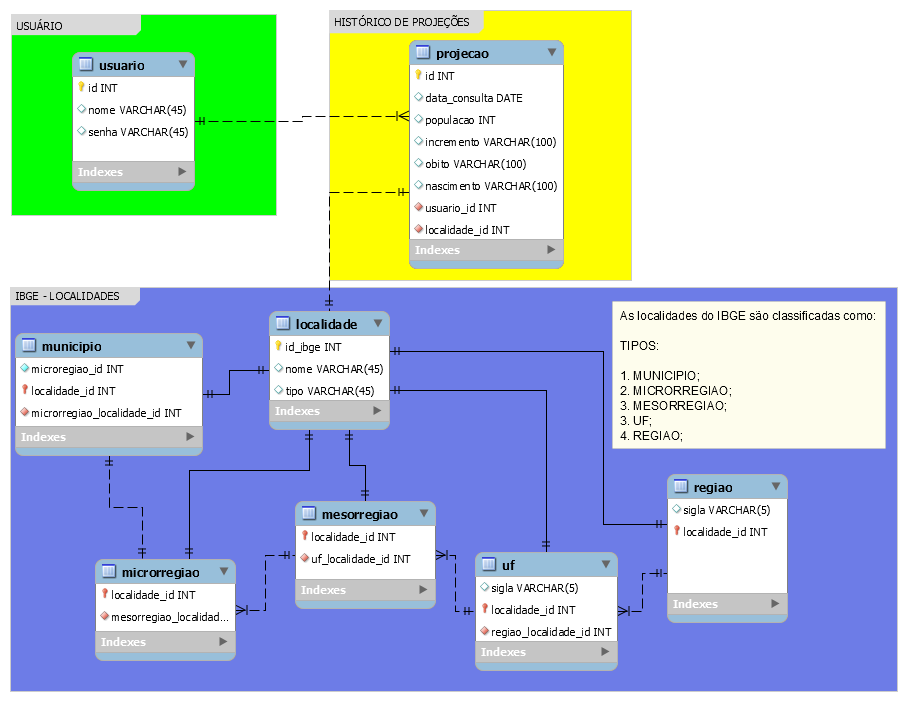 USUÁRIO
usuario
id INT
nome VARCHAR(45)
senha VARCHAR(45)
Indexes
HISTÓRICO DE PROJEÇÕES
projecao
id INT
data_consulta DATE
populacao INT
incremento VARCHAR(100)
obito VARCHAR(100)
nascimento VARCHAR(100)
usuario_id INT
localidade_id INT
Indexes
IBGE - LOCALIDADES
municipio
microregiao_id INT
localidade_id INT
microrregiao_localidade_id INT
Indexes
localidade
id_ibge INT
nome VARCHAR(45)
tipo VARCHAR(45)
Indexes
As localidades do IBGE são classificadas como:
TIPOS:
1. MUNICIPIO;
2. MICRORREGIAO;
3. MESORREGIAO;
3. UF;
4. REGIAO;
microrregiao
localidade_id INT
mesorregiao_localidad...
Indexes
mesorregiao
localidade_id INT
uf_localidade_id INT
Indexes
uf
sigla VARCHAR(5)
localidade_id INT
regiao_localidade_id INT
Indexes
regiao
sigla VARCHAR(5)
localidade_id INT
Indexes